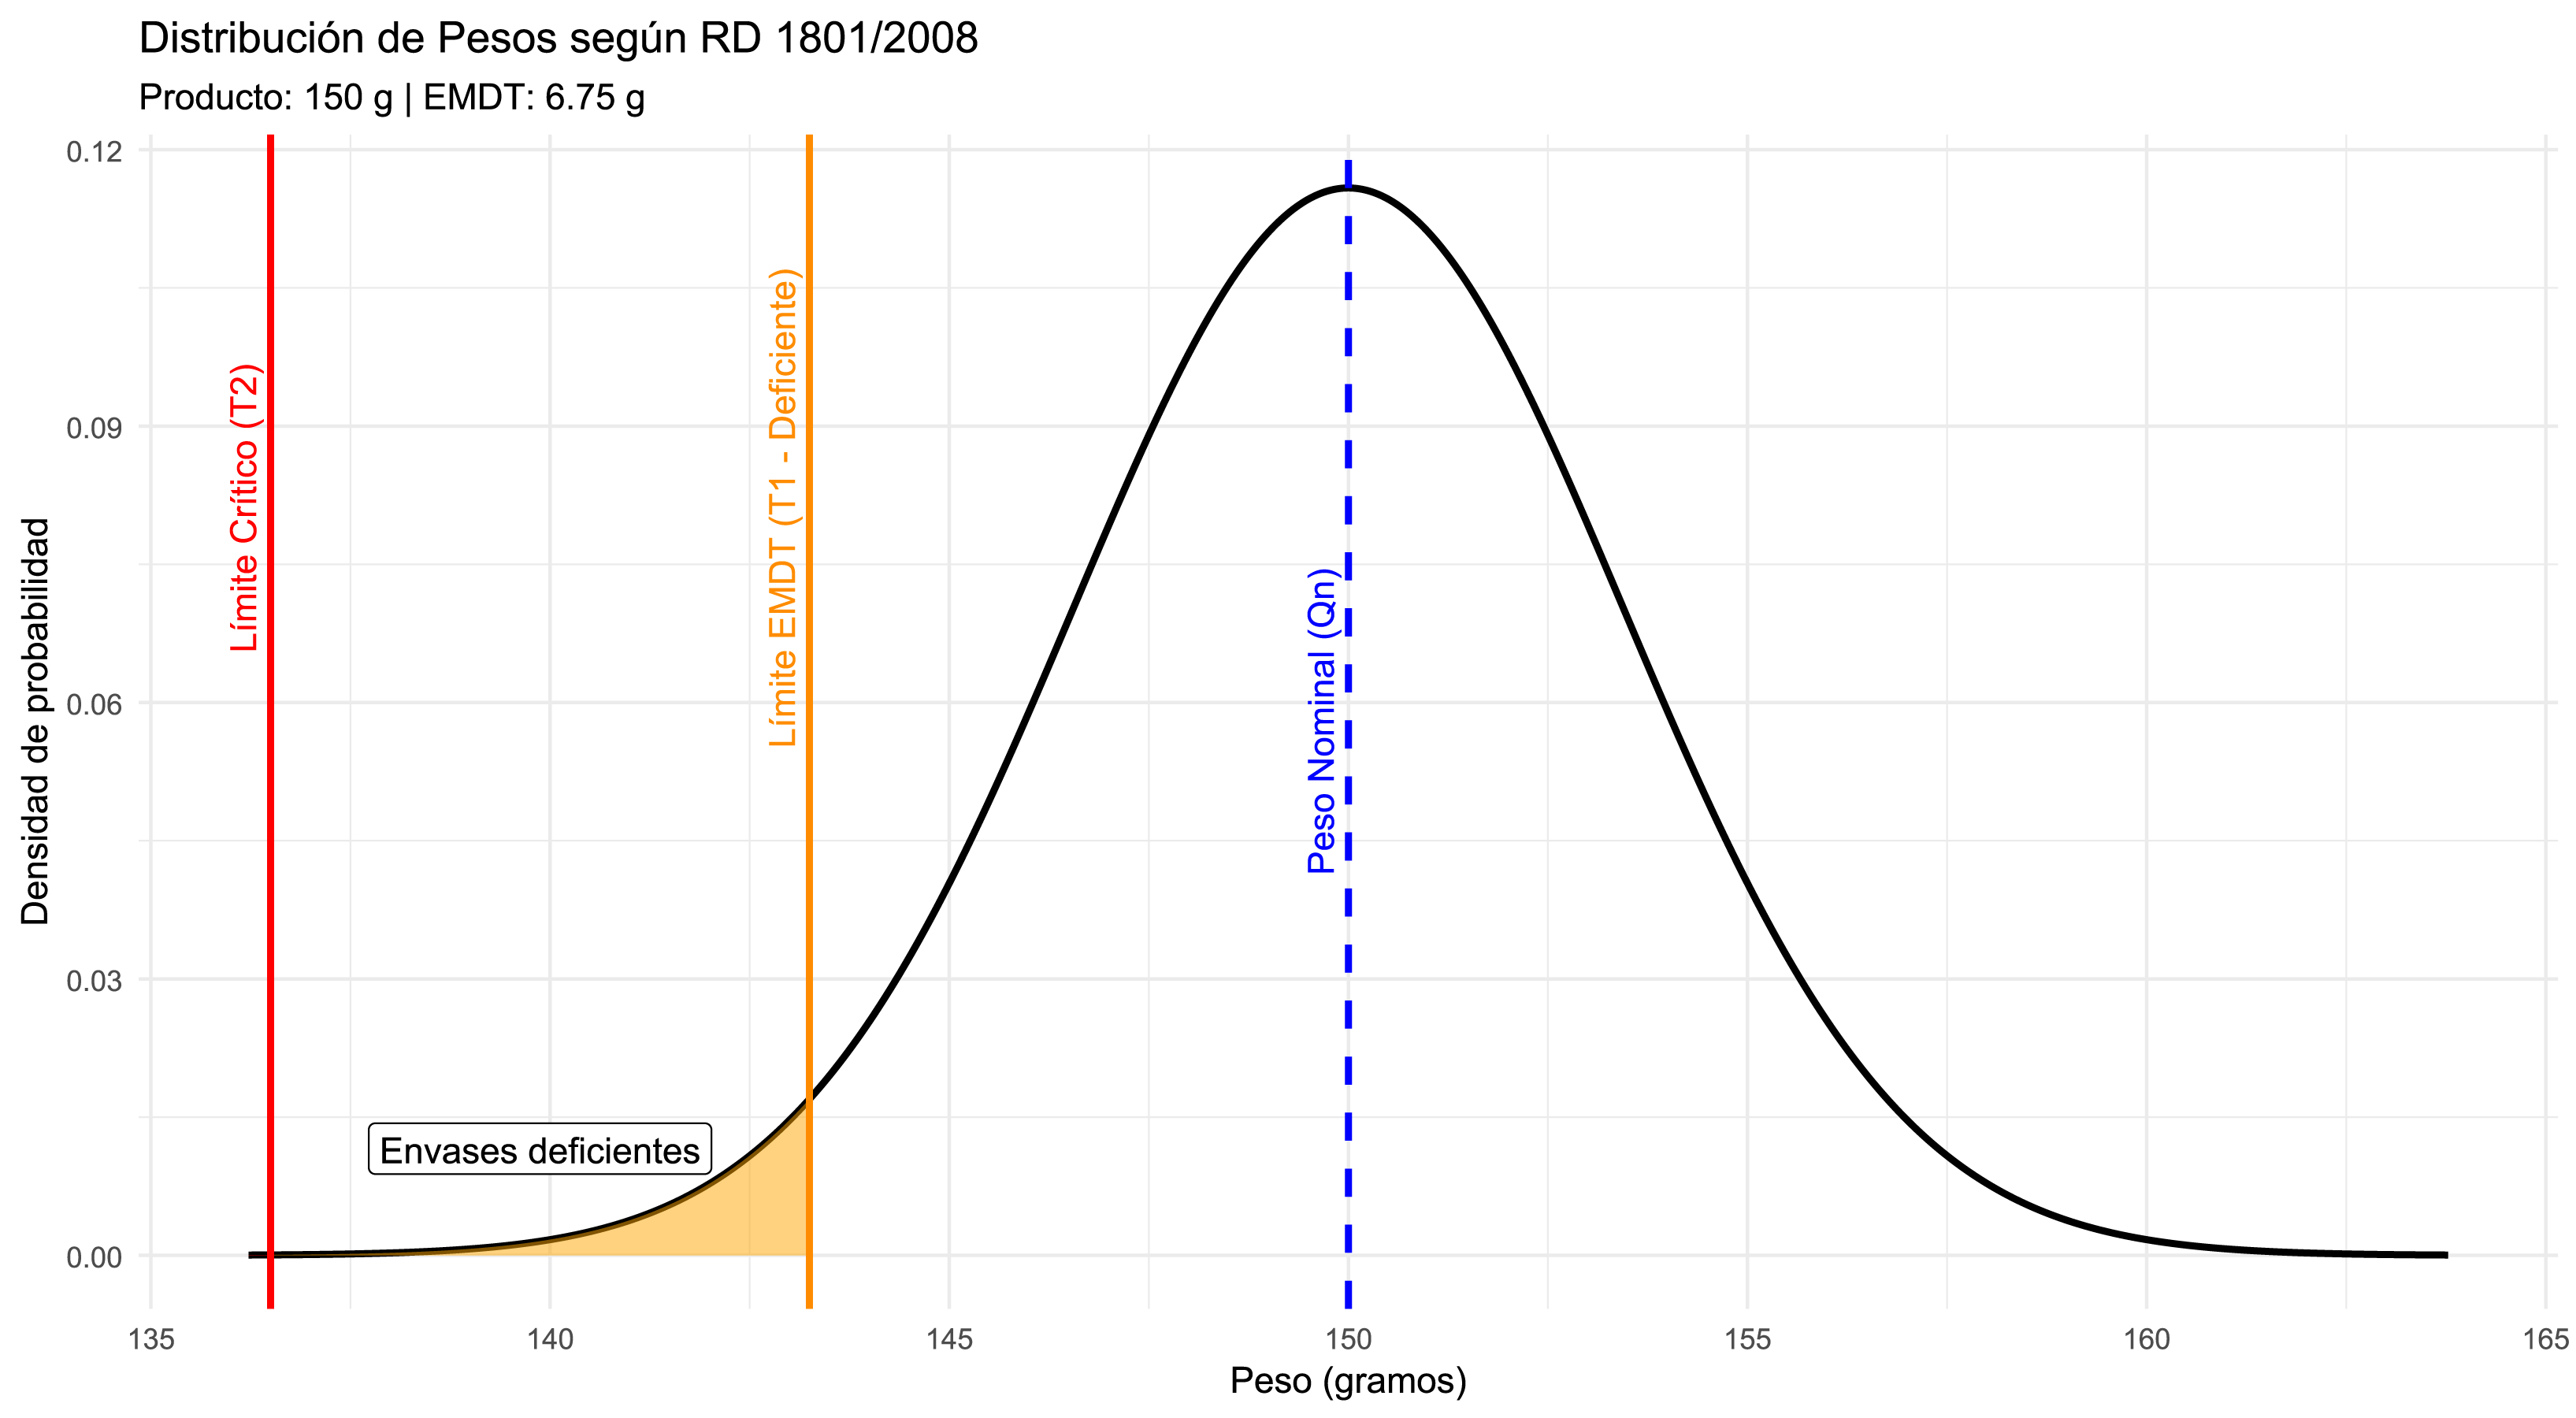 Distribución de Pesos según RD 1801/2008
Producto: 150 g | EMDT: 6.75 g
Densidad de probabilidad
0.12
0.09
0.06
0.03
0.00
Límite Crítico (T2)
Límite EMDT (T1 - Deficiente)
Peso Nominal (Qn)
Envases deficientes
135
140
145
150
155
160
165
Peso (gramos)